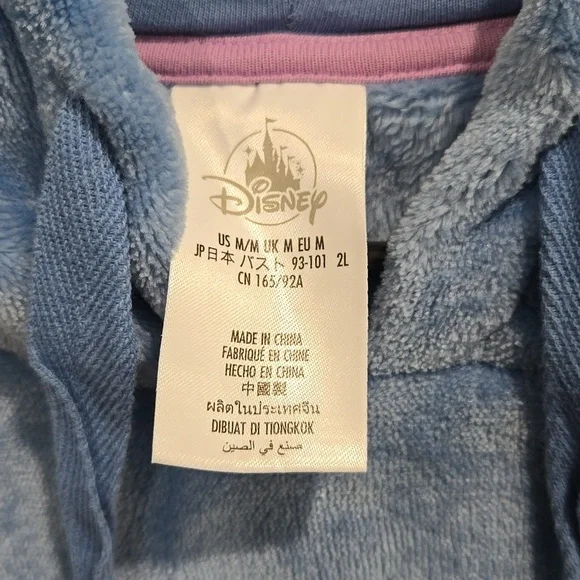 Disney
US M/M UK M EU M
JP日本 バスト 93-101 2L
CN 165/92A
MADE IN CHINA
FABRIQUÉ EN CHINE
HECHO EN CHINA
中國製
ผลิตในประเทศจีน
DIBUAT DI TIONGKOK
صنع في الصين